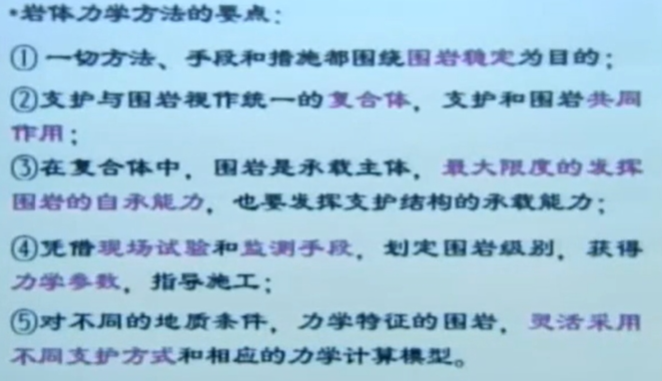 •岩体力学方法的要点：
①一切方法、手段和措施都围绕围岩稳定为目的；
②支护与围岩视作统一的复合体，支护和围岩共同
作用；
③在复合体中，围岩是承载主体，最大限度的发挥
围岩的自承能力，也要发挥支护结构的承载能力；
④凭借现场试验和监测手段，划定围岩级别，获得
力学参数，指导施工；
⑤对不同的地质条件，力学特征的围岩，灵活采用
不同支护方式和相应的力学计算模型。